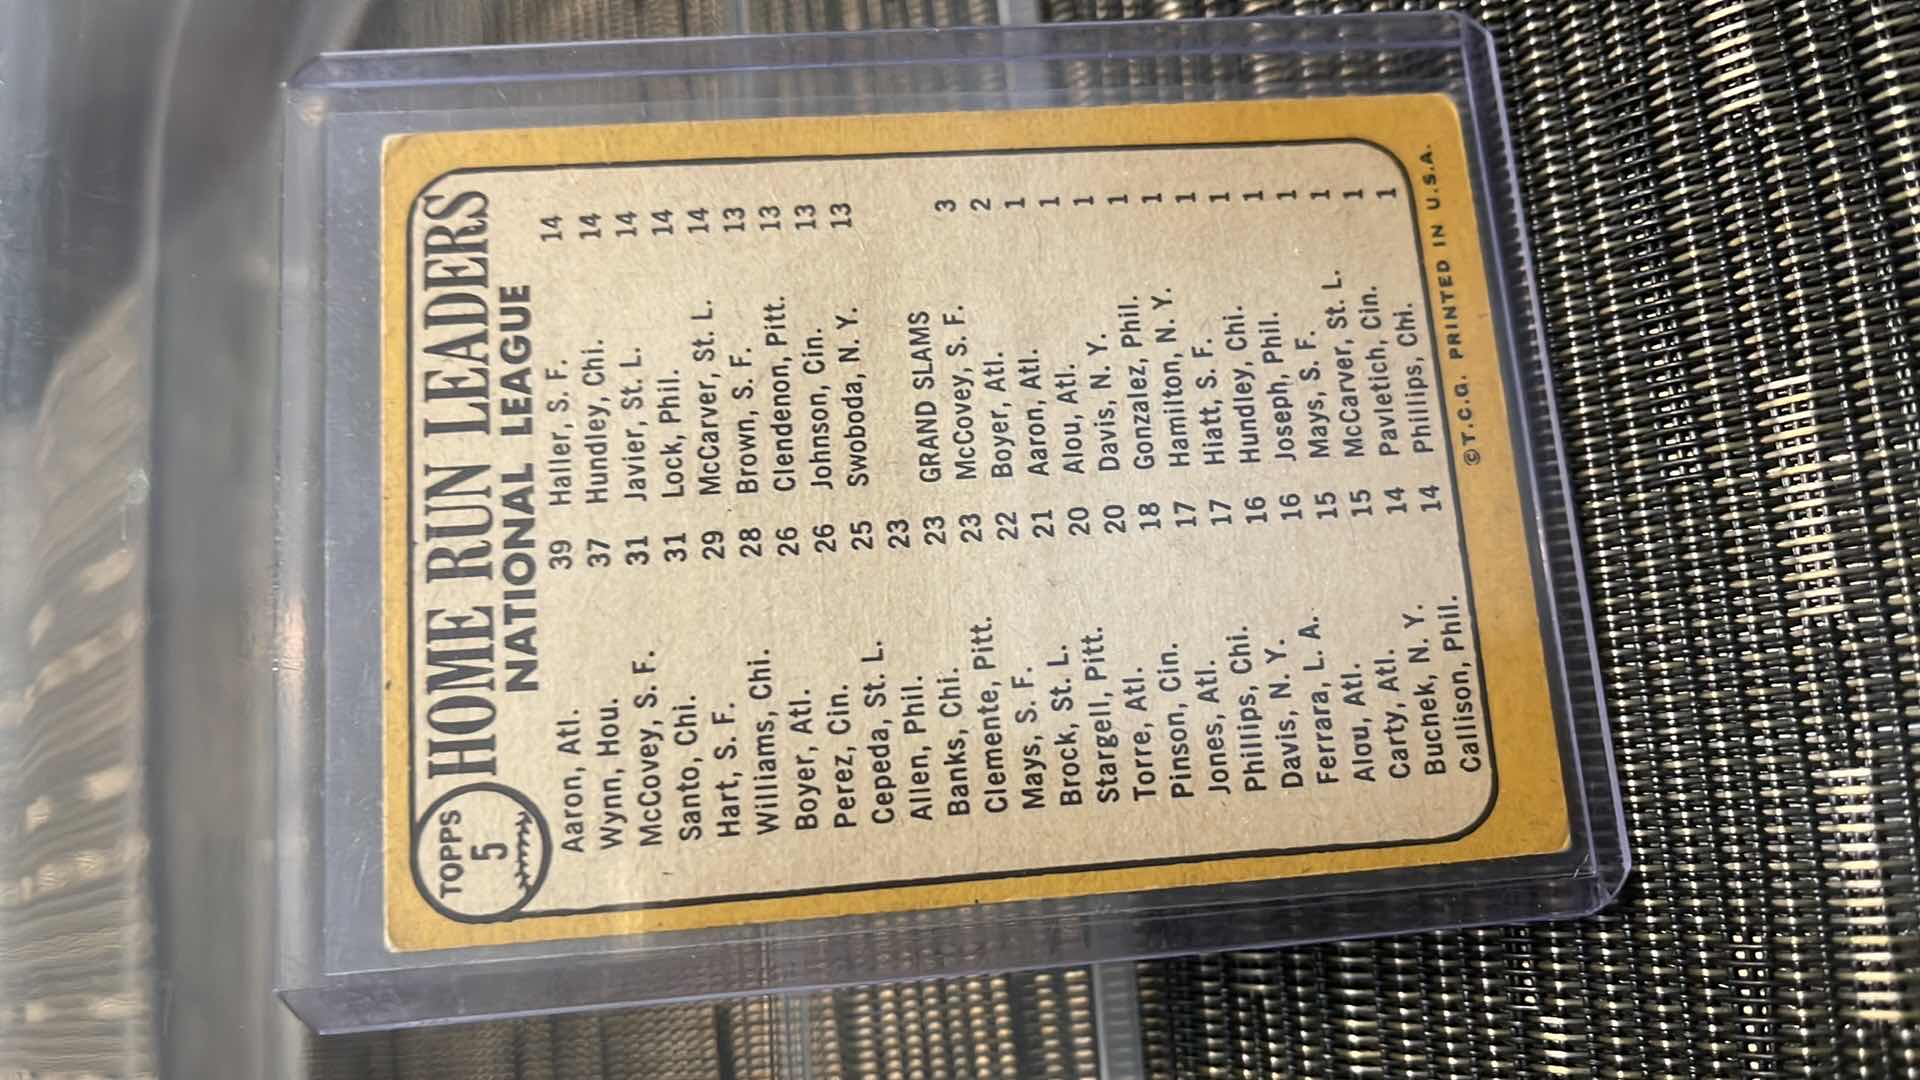 TOPPS
5
HOME RUN LEADERS
NATIONAL LEAGUE
Aaron, Atl. 39
Wynn, Hou. 37
McCovey, S. F. 31
Santo, Chi. 31
Hart, S. F. 29
Williams, Chi. 28
Boyer, Atl. 26
Perez, Cin. 26
Cepeda, St. L. 25
Allen, Phil. 23
Banks, Chi. 23
Clemente, Pitt. 23
Mays, S. F. 22
Brock, St. L. 21
Stargell, Pitt. 20
Torre, Atl. 20
Pinson, Cin. 18
Jones, Atl. 17
Phillips, Chi. 17
Davis, N. Y. 16
Ferrara, L. A. 16
Alou, Atl. 15
Carty, Atl. 15
Buchek, N. Y. 14
Callison, Phil. 14
Haller, S. F. 14
Hundley, Chi. 14
Javier, St. L. 14
Lock, Phil. 14
McCarver, St. L. 14
Brown, S. F. 13
Clendenon, Pitt. 13
Johnson, Cin. 13
Swoboda, N. Y. 13
GRAND SLAMS
McCovey, S. F. 3
Boyer, Atl. 2
Aaron, Atl. 1
Alou, Atl. 1
Davis, N. Y. 1
Gonzalez, Phil. 1
Hamilton, N. Y. 1
Hiatt, S. F. 1
Hundley, Chi. 1
Joseph, Phil. 1
Mays, S. F. 1
McCarver, St. L. 1
Pavletich, Cin. 1
Phillips, Chi. 1
©T.C.G. PRINTED IN U.S.A.